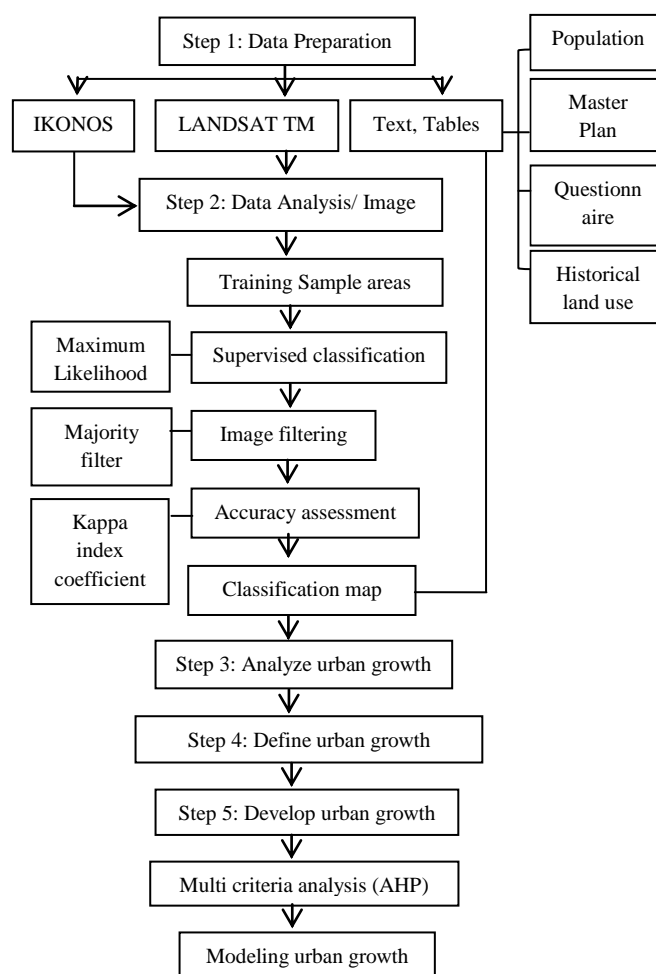 Step 1: Data Preparation
Population
IKONOS
LANDSAT TM
Text, Tables
Master
Plan
Step 2: Data Analysis/ Image
Questionn
aire
Training Sample areas
Historical
land use
Maximum
Likelihood
Supervised classification
Majority
filter
Image filtering
Kappa
index
coefficient
Accuracy assessment
Classification map
Step 3: Analyze urban growth
Step 4: Define urban growth
Step 5: Develop urban growth
Multi criteria analysis (AHP)
Modeling urban growth